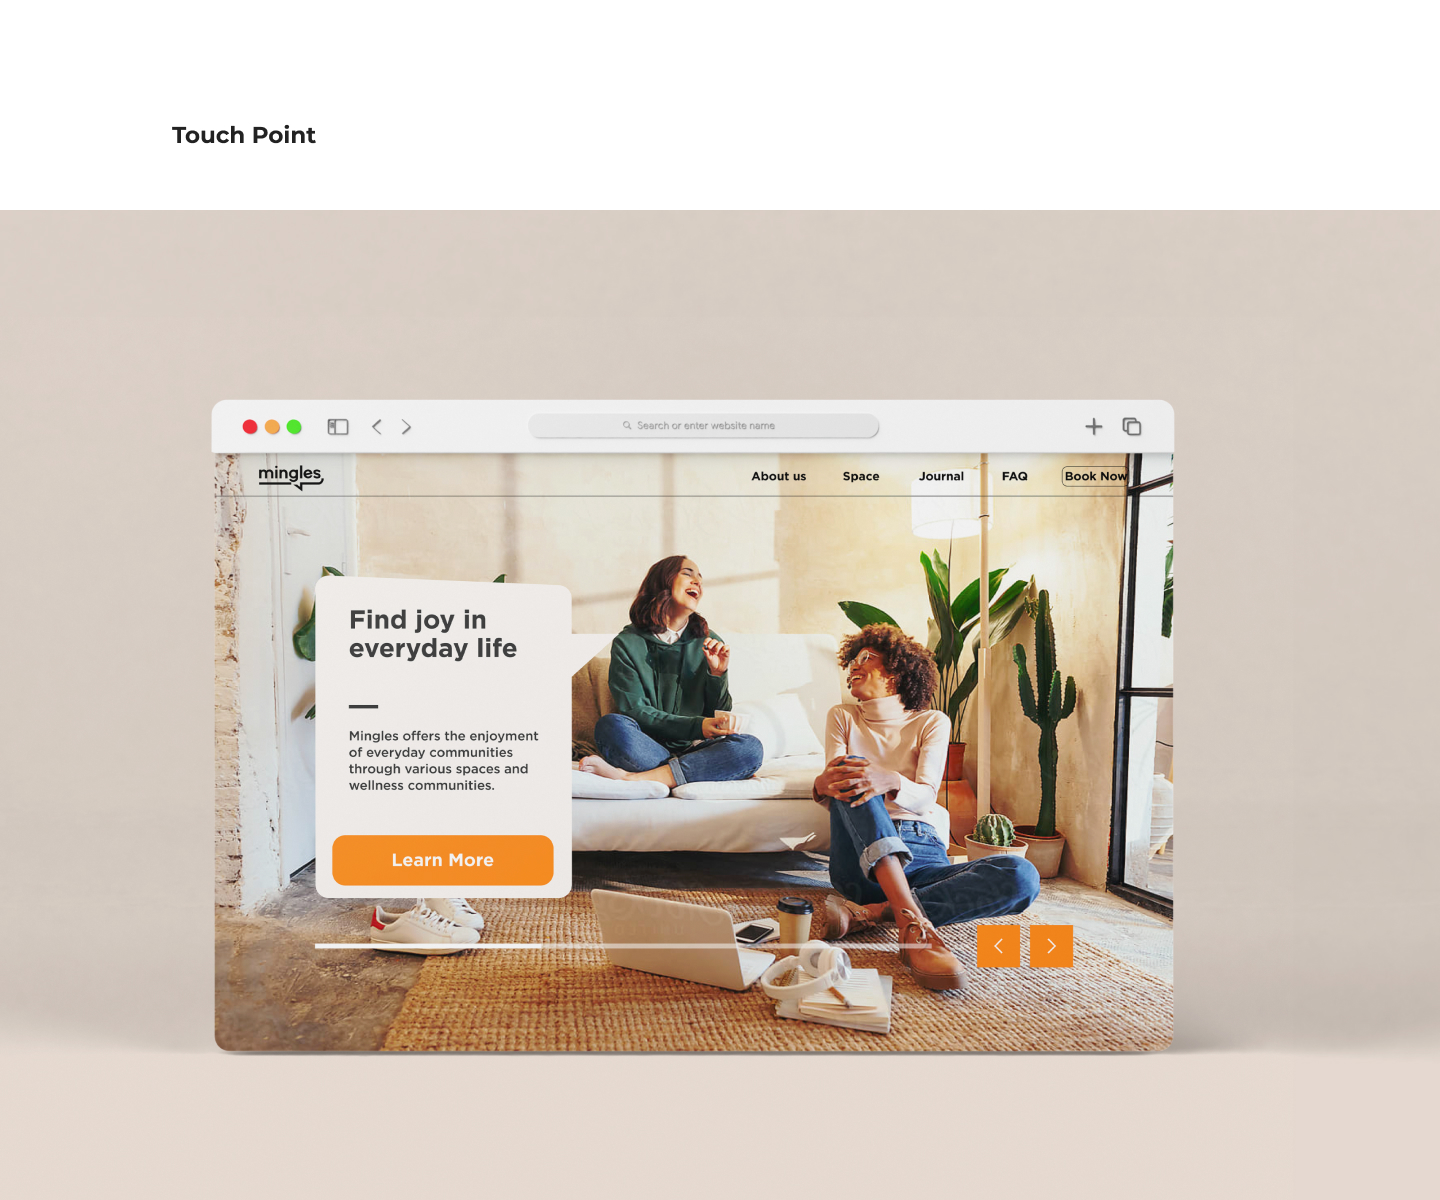 Touch Point
Search or enter website name
mingles
About us
Space
Journal
FAQ
Book Now
Find joy in
everyday life
Mingles offers the enjoyment
of everyday communities
through various spaces and
wellness communities.
Learn More